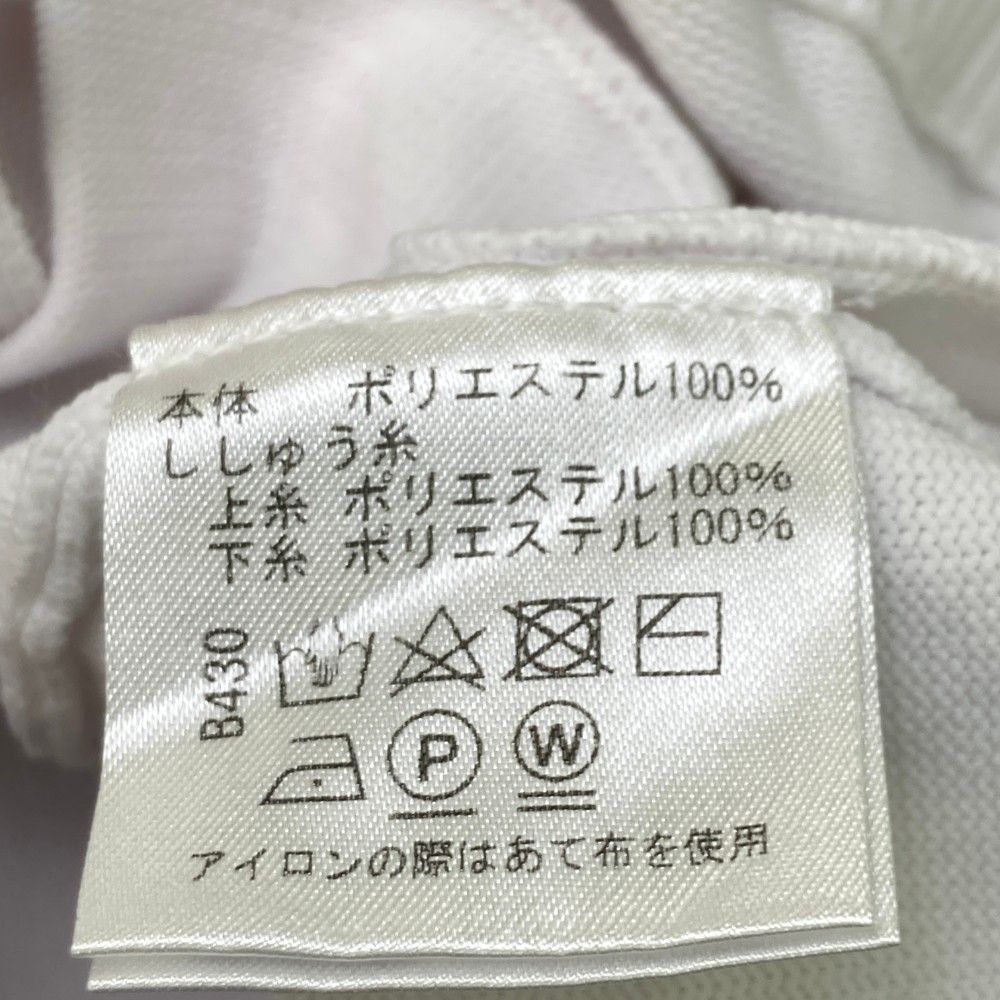 本体 ポリエステル100%
ししゅう糸
上糸 ポリエステル100%
下糸 ポリエステル100%
B430
P W
アイロンの際はあて布を使用